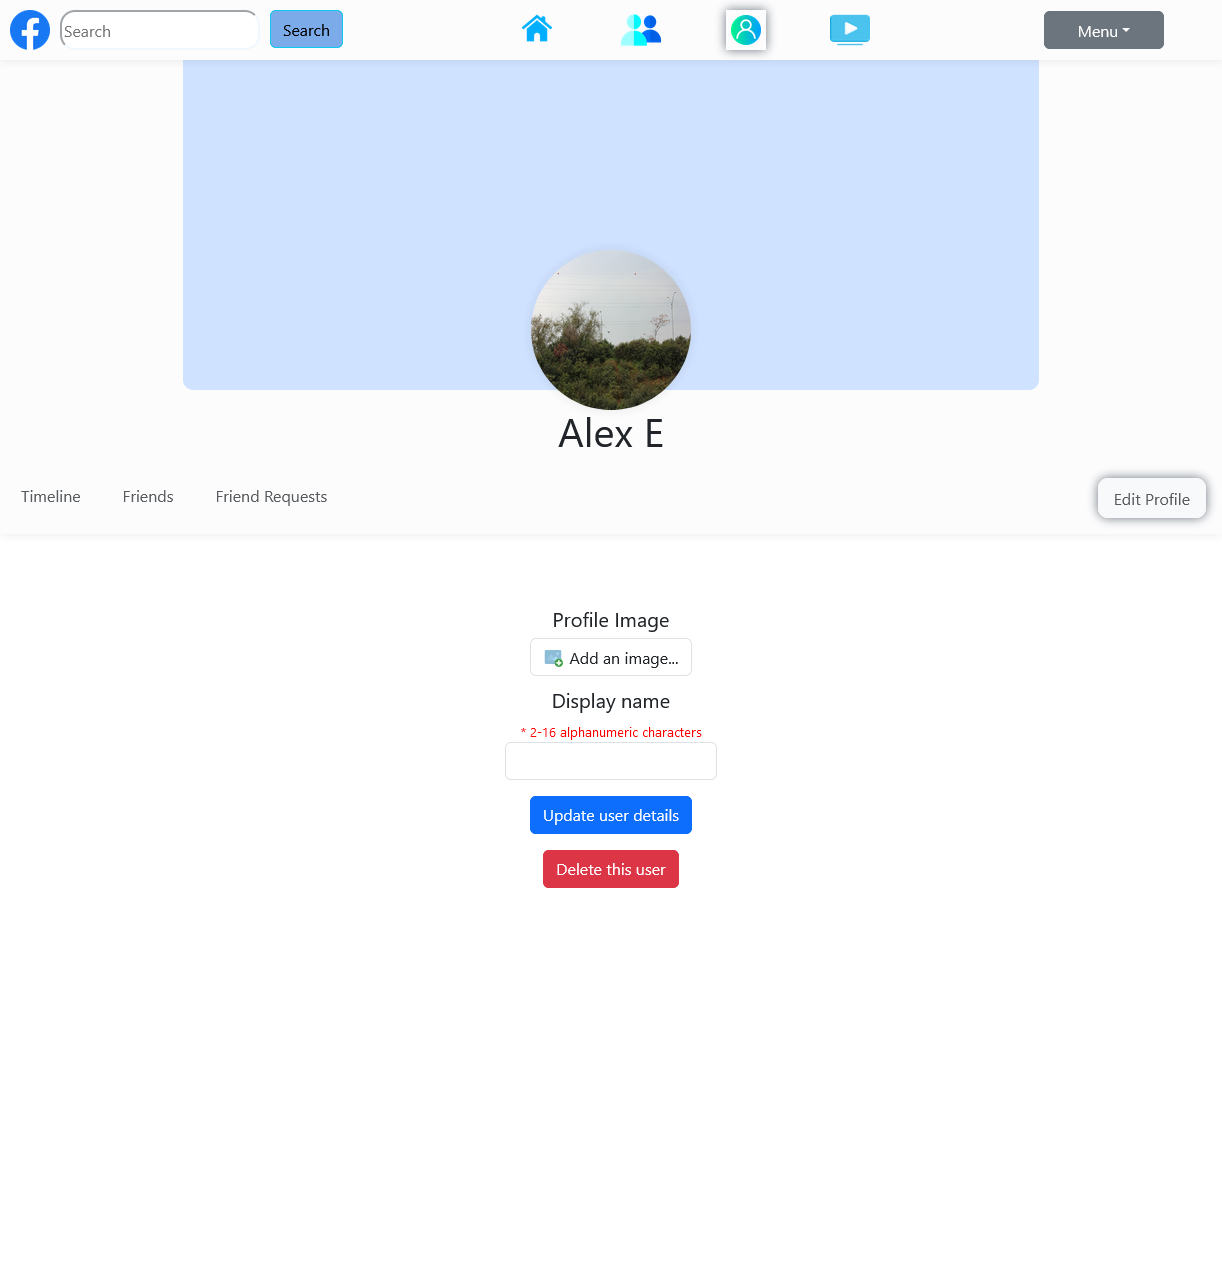 Search
Search
Menu
Alex E
Timeline
Friends
Friend Requests
Edit Profile
Profile Image
Add an image...
Display name
* 2-16 alphanumeric characters
Update user details
Delete this user